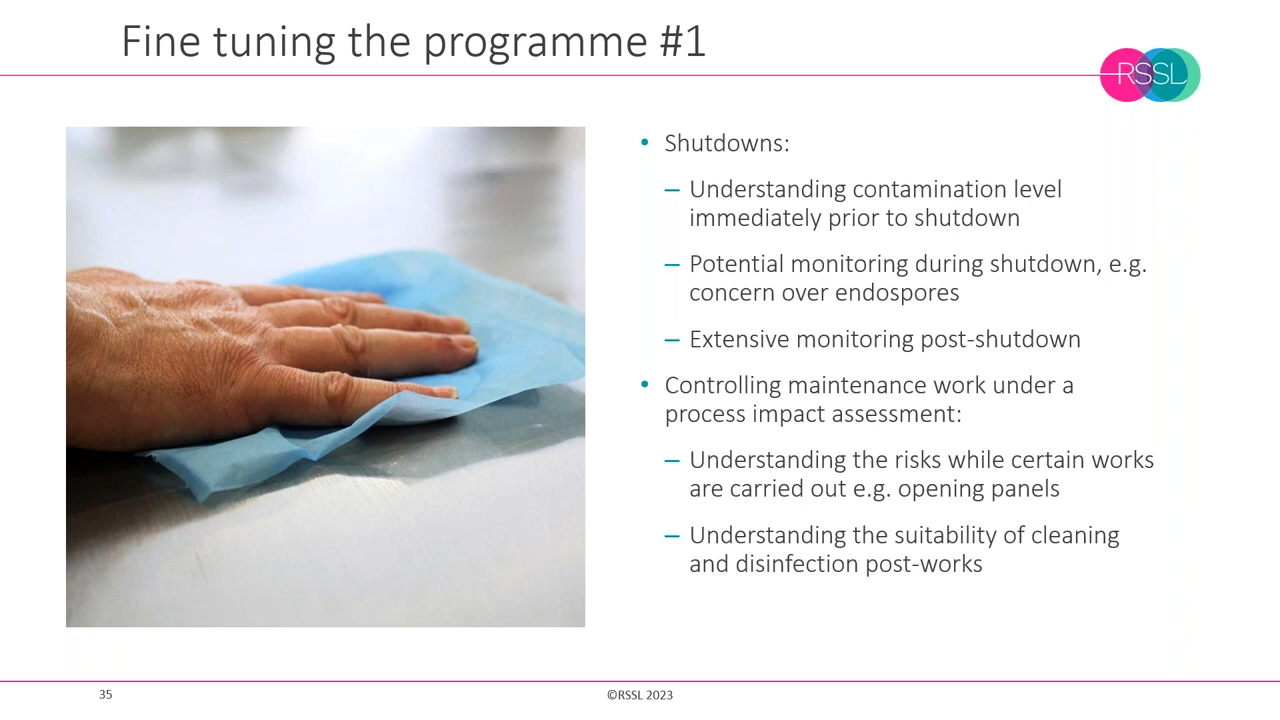 Fine tuning the programme #1
RSSL
• Shutdowns:
– Understanding contamination level
immediately prior to shutdown
– Potential monitoring during shutdown, e.g.
concern over endospores
– Extensive monitoring post-shutdown
• Controlling maintenance work under a
process impact assessment:
– Understanding the risks while certain works
are carried out e.g. opening panels
– Understanding the suitability of cleaning
and disinfection post-works
35
©RSSL 2023